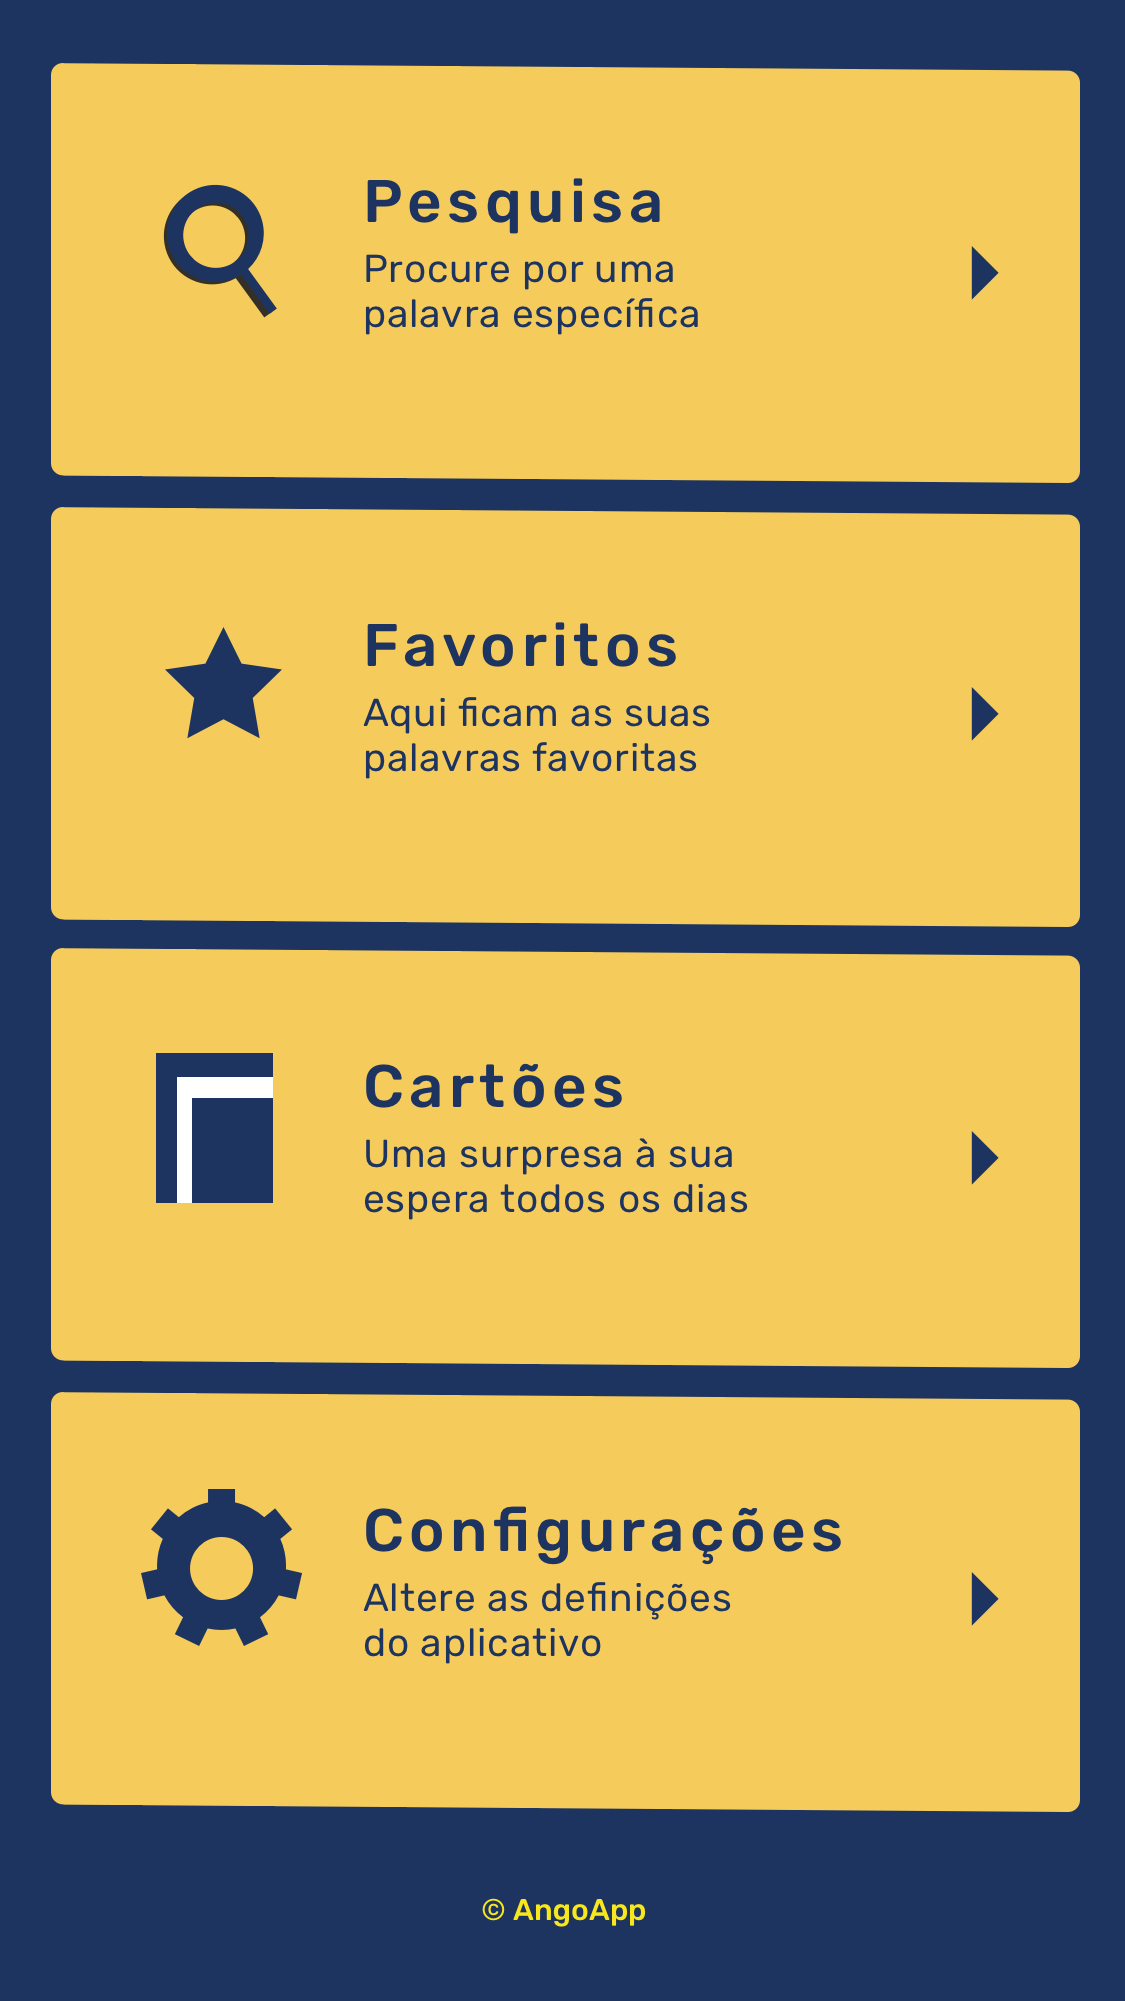 Pesquisa
Procure por uma
palavra específica
Favoritos
Aqui ficam as suas
palavras favoritas
Cartões
Uma surpresa à sua
espera todos os dias
Configurações
Altere as definições
do aplicativo
© AngoApp